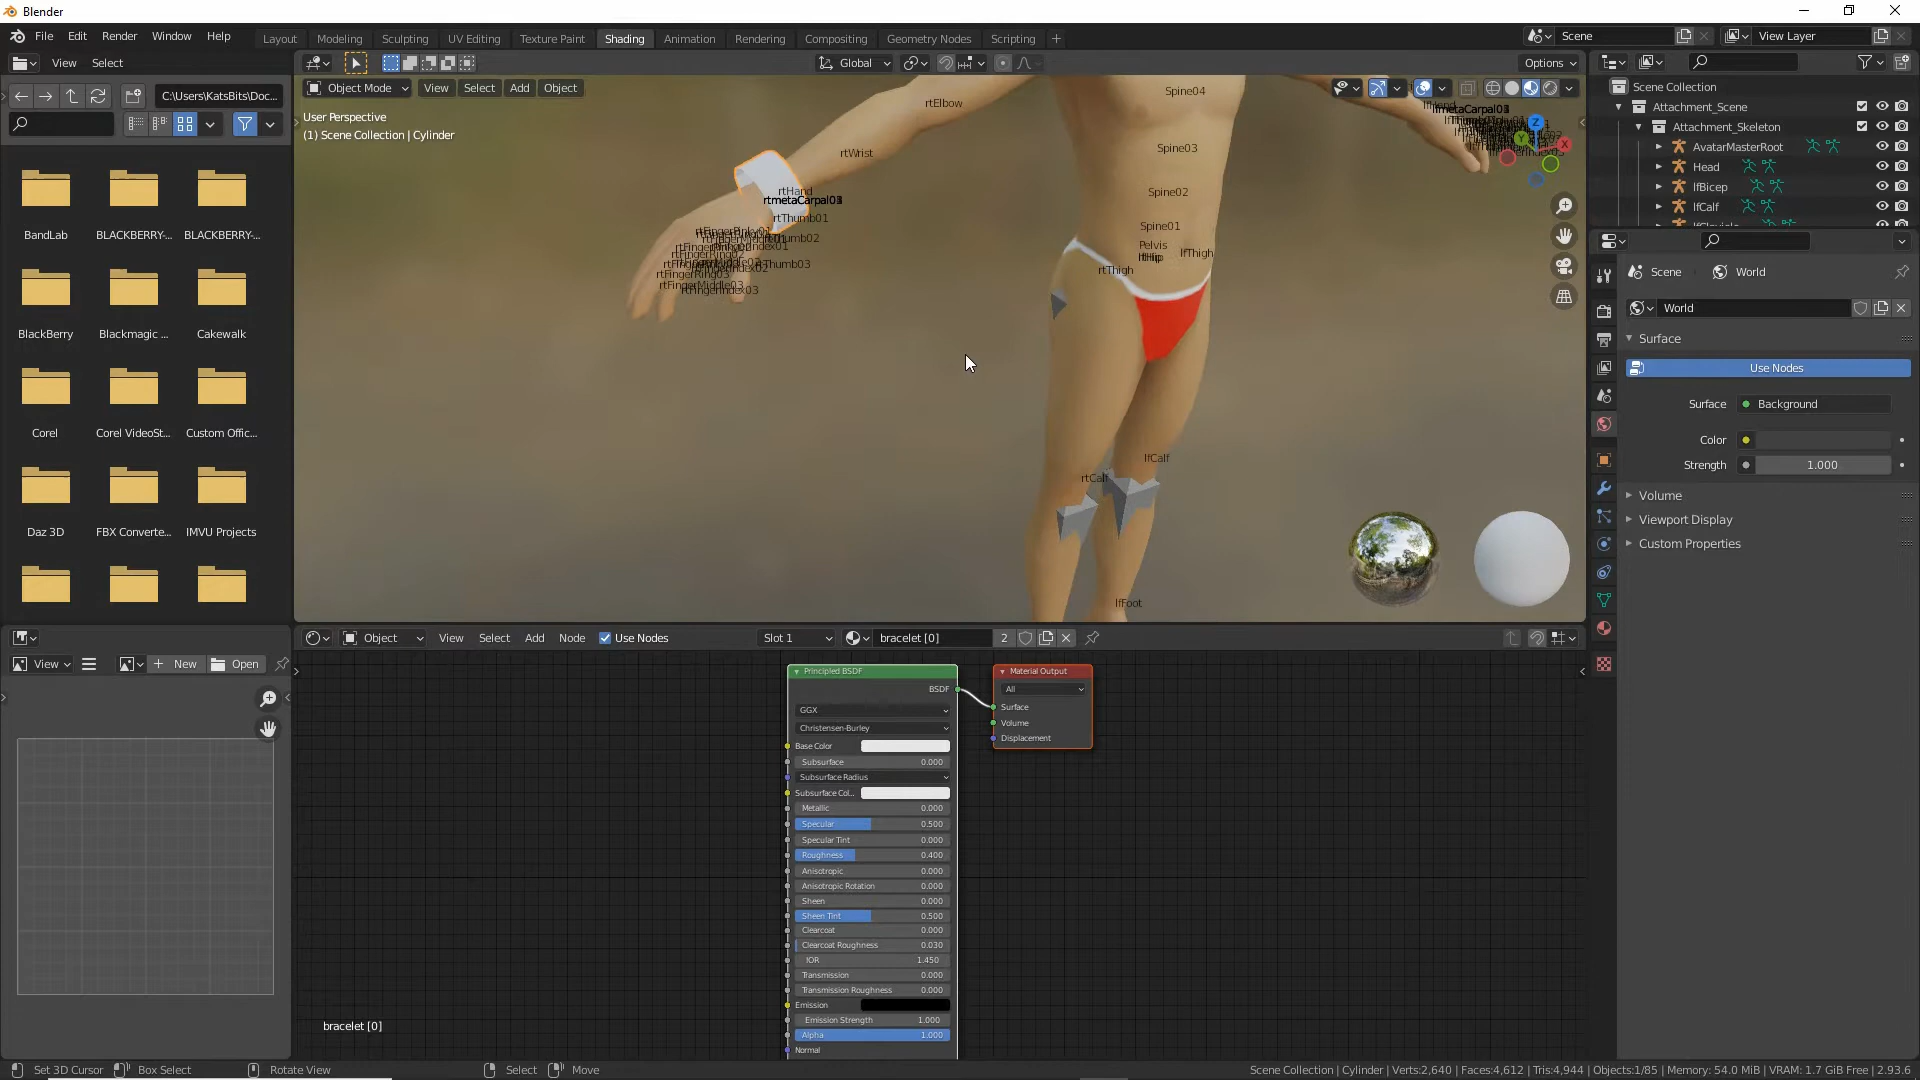 Blender
File Edit Render Window Help
Layout Modeling Sculpting UV Editing Texture Paint Shading Animation Rendering Compositing Geometry Nodes Scripting +
Scene
View Layer
View Select
Global
Options
C:\Users\KatsBits\Doc...
Object Mode View Select Add Object
User Perspective
(1) Scene Collection | Cylinder
Scene Collection
Attachment_Scene
Attachment_Skeleton
AvatarMasterRoot
Head
lfBicep
lfCalf
BandLab
BLACKBERRY-...
BLACKBERRY-...
BlackBerry
Blackmagic ...
Cakewalk
Corel
Corel VideoSt...
Custom Offic...
Daz 3D
FBX Converte...
IMVU Projects
rtElbow
rtWrist
rtHand
rtThumb01
rtThumb03
rtFingerRing03
rtFingerMiddle03
rtFingerIndex03
Spine04
Spine03
Spine02
Spine01
Pelvis
lfThigh
rtThigh
lfCalf
rtCalf
lfFoot
X
Y
Z
Scene World
World
Surface
Use Nodes
Surface Background
Color
Strength 1.000
Volume
Viewport Display
Custom Properties
View New Open
Object View Select Add Node Use Nodes Slot 1 bracelet [0] 2
Principled BSDF
BSDF
GGX
Christensen-Burley
Base Color
Subsurface 0.000
Subsurface Radius
Subsurface Col...
Metallic 0.000
Specular 0.500
Specular Tint 0.000
Roughness 0.400
Anisotropic 0.000
Anisotropic Rotation 0.000
Sheen 0.000
Sheen Tint 0.500
Clearcoat 0.000
Clearcoat Roughness 0.030
IOR 1.450
Transmission 0.000
Transmission Roughness 0.000
Emission
Emission Strength 1.000
Alpha 1.000
Normal
Material Output
All
Surface
Volume
Displacement
bracelet [0]
Set 3D Cursor Box Select Rotate View Select Move
Scene Collection | Cylinder | Verts:2,640 | Faces:4,612 | Tris:4,944 | Objects:1/85 | Memory: 54.0 MiB | VRAM: 1.7 GiB Free | 2.93.6